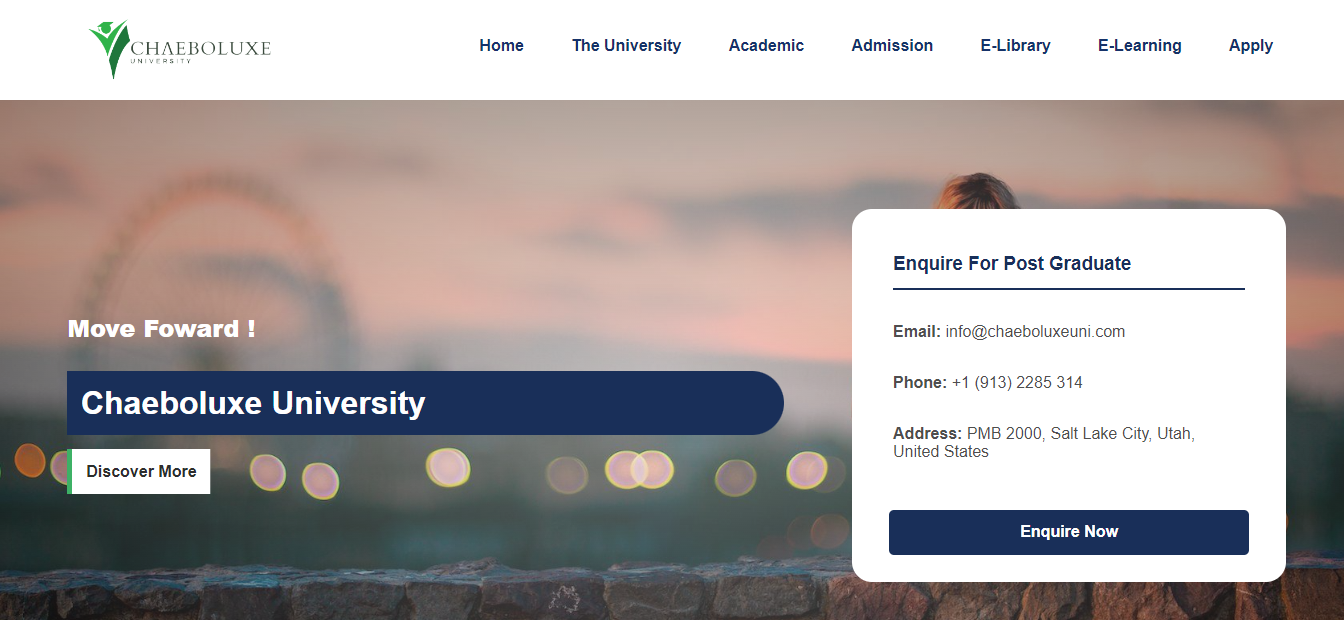 CHAEBOLUXE
UNIVERSITY
Home The University Academic Admission E-Library E-Learning Apply
Move Foward !
Chaeboluxe University
Discover More
Enquire For Post Graduate
Email: info@chaeboluxeuni.com
Phone: +1 (913) 2285 314
Address: PMB 2000, Salt Lake City, Utah,
United States
Enquire Now